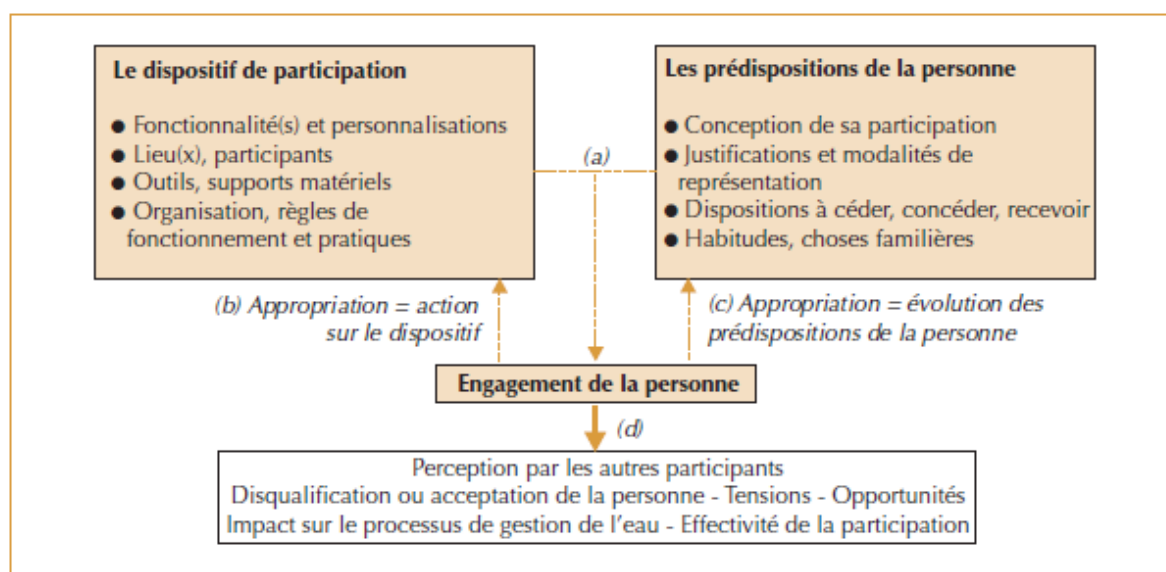 Le dispositif de participation
● Fonctionnalité(s) et personnalisations
● Lieu(x), participants
● Outils, supports matériels
● Organisation, règles de
fonctionnement et pratiques
Les prédispositions de la personne
● Conception de sa participation
● Justifications et modalités de
représentation
● Dispositions à céder, concéder, recevoir
● Habitudes, choses familières
(a)
(b) Appropriation = action
sur le dispositif
(c) Appropriation = évolution des
prédispositions de la personne
Engagement de la personne
(d)
Perception par les autres participants
Disqualification ou acceptation de la personne - Tensions - Opportunités
Impact sur le processus de gestion de l'eau - Effectivité de la participation